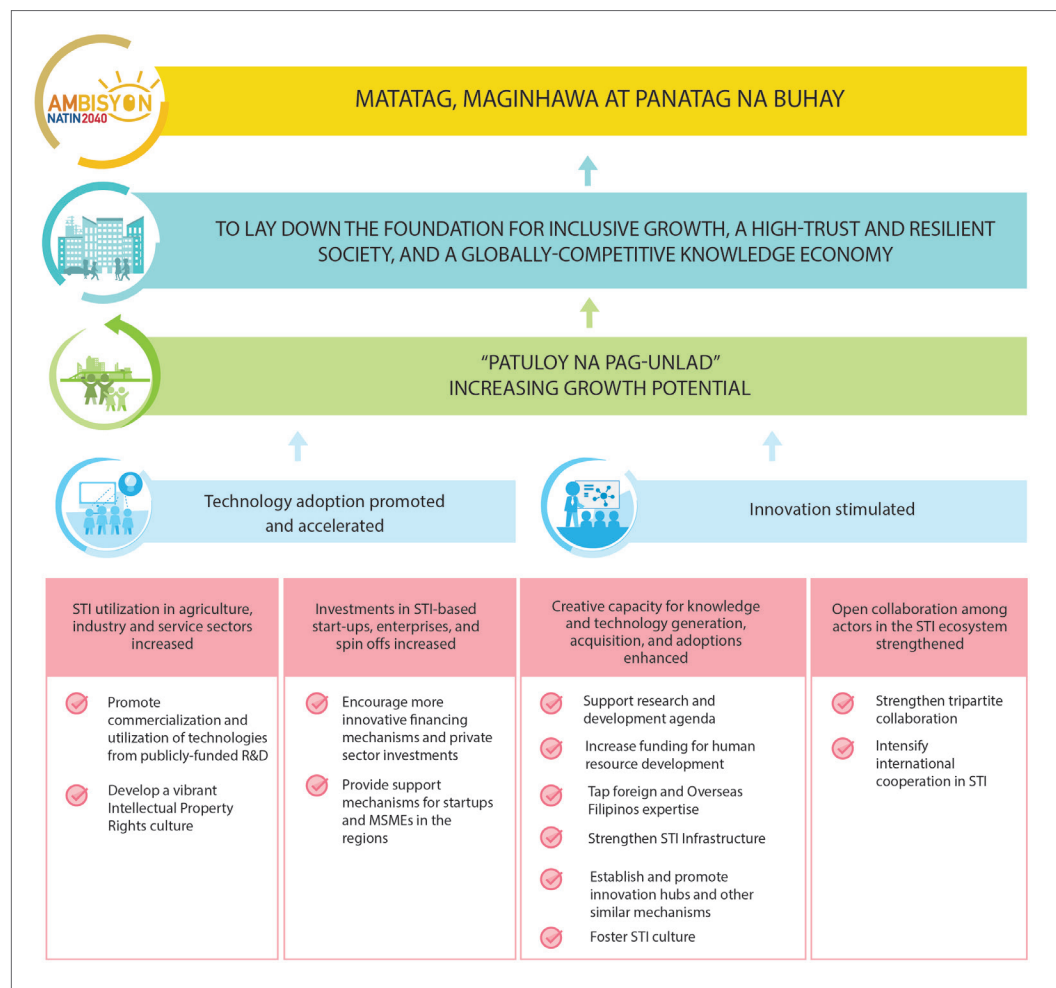 AMBISYON
NATIN2040
MATATAG, MAGINHAWA AT PANATAG NA BUHAY
TO LAY DOWN THE FOUNDATION FOR INCLUSIVE GROWTH, A HIGH-TRUST AND RESILIENT
SOCIETY, AND A GLOBALLY-COMPETITIVE KNOWLEDGE ECONOMY
“PATULOY NA PAG-UNLAD”
INCREASING GROWTH POTENTIAL
Technology adoption promoted
and accelerated
Innovation stimulated
STI utilization in agriculture,
industry and service sectors
increased
Promote
commercialization and
utilization of technologies
from publicly-funded R&D
Develop a vibrant
Intellectual Property
Rights culture
Investments in STI-based
start-ups, enterprises, and
spin offs increased
Encourage more
innovative financing
mechanisms and private
sector investments
Provide support
mechanisms for startups
and MSMEs in the
regions
Creative capacity for knowledge
and technology generation,
acquisition, and adoptions
enhanced
Support research and
development agenda
Increase funding for human
resource development
Tap foreign and Overseas
Filipinos expertise
Strengthen STI Infrastructure
Establish and promote
innovation hubs and other
similar mechanisms
Foster STI culture
Open collaboration among
actors in the STI ecosystem
strengthened
Strengthen tripartite
collaboration
Intensify
international
cooperation in STI